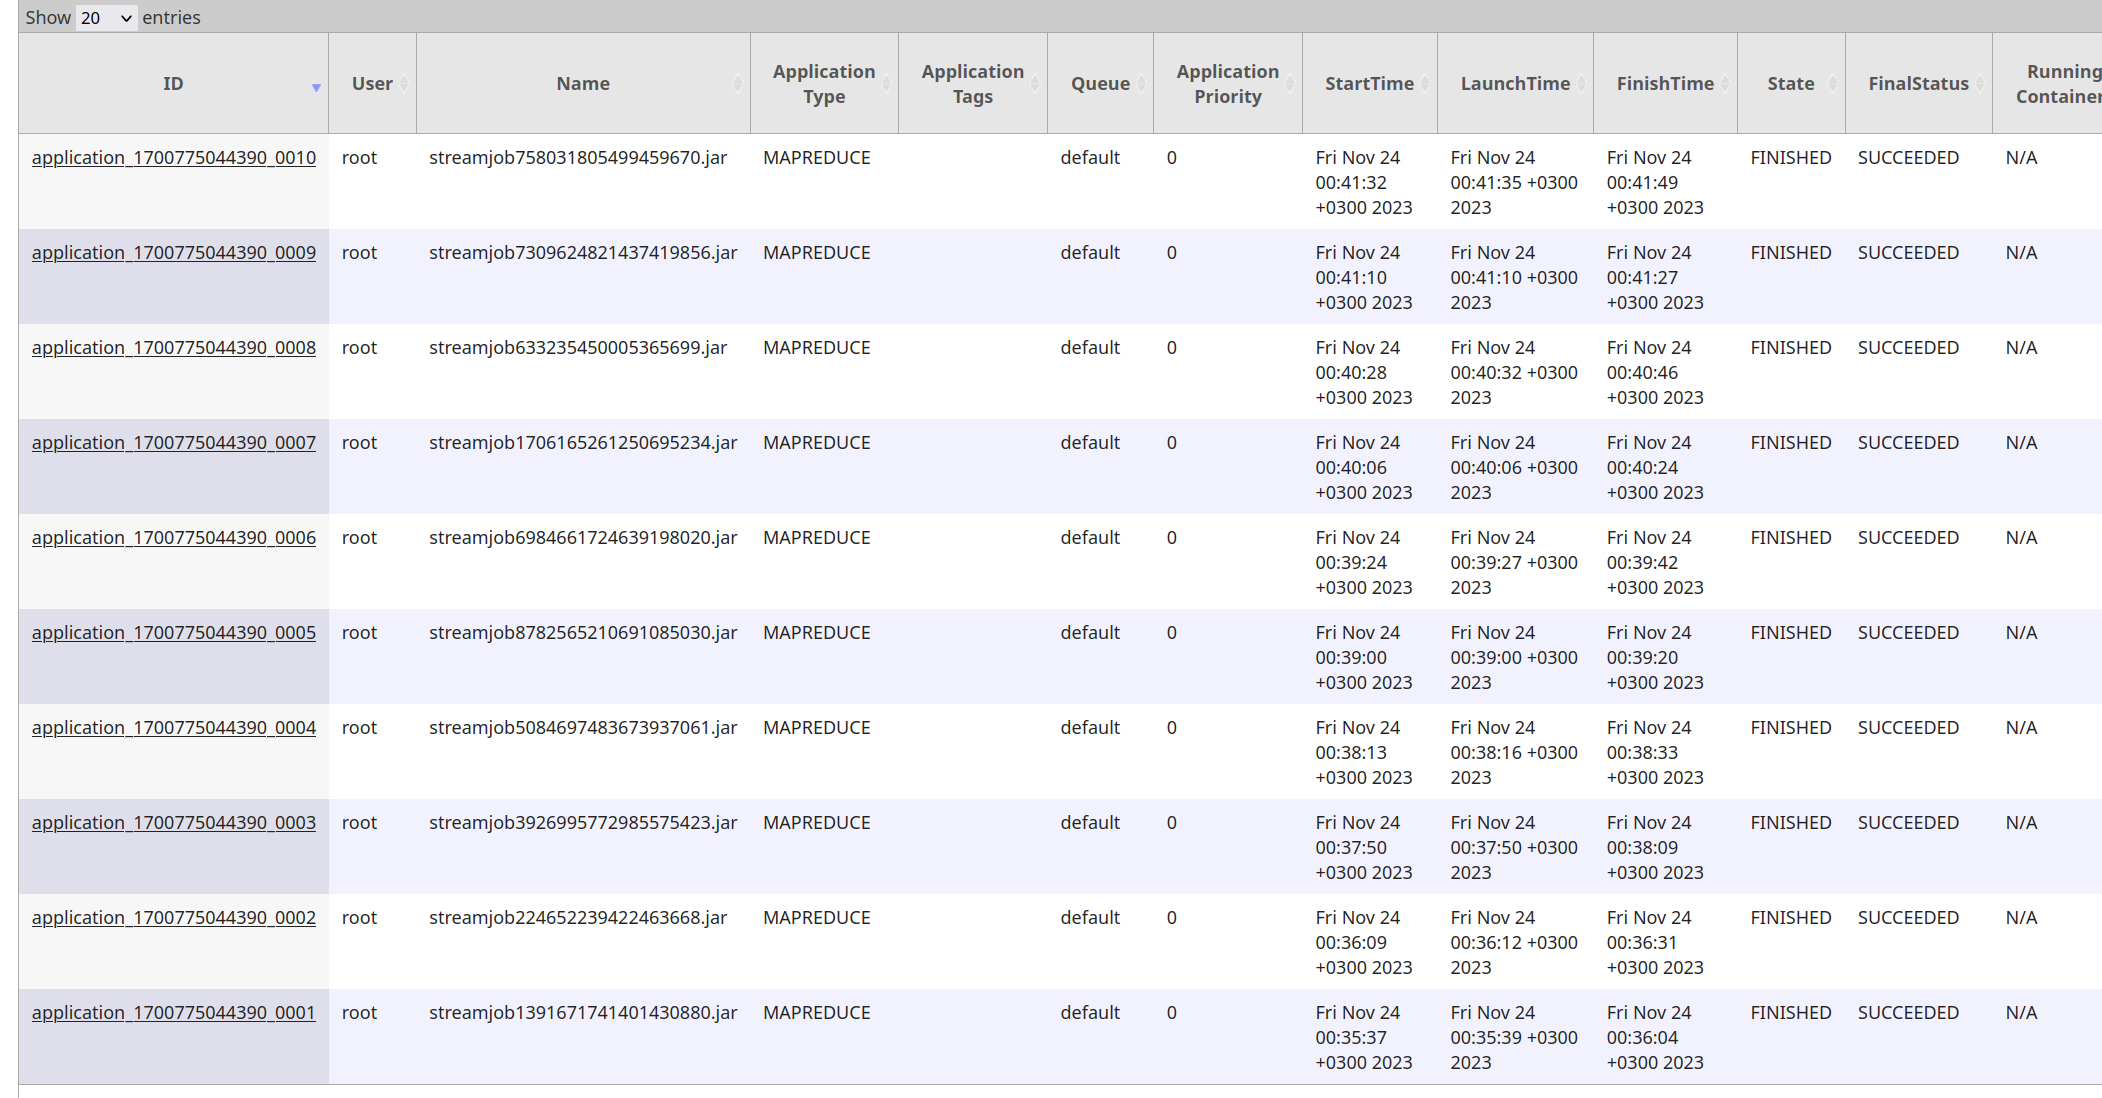 Show 20 entries
ID User Name Application Type Application Tags Queue Application Priority StartTime LaunchTime FinishTime State FinalStatus Running
application_1700775044390_0010 root streamjob758031805499459670.jar MAPREDUCE default 0 Fri Nov 24 00:41:32 +0300 2023 Fri Nov 24 00:41:35 +0300 2023 Fri Nov 24 00:41:49 +0300 2023 FINISHED SUCCEEDED N/A
application_1700775044390_0009 root streamjob7309624821437419856.jar MAPREDUCE default 0 Fri Nov 24 00:41:10 +0300 2023 Fri Nov 24 00:41:10 +0300 2023 Fri Nov 24 00:41:27 +0300 2023 FINISHED SUCCEEDED N/A
application_1700775044390_0008 root streamjob633235450005365699.jar MAPREDUCE default 0 Fri Nov 24 00:40:28 +0300 2023 Fri Nov 24 00:40:32 +0300 2023 Fri Nov 24 00:40:46 +0300 2023 FINISHED SUCCEEDED N/A
application_1700775044390_0007 root streamjob1706165261250695234.jar MAPREDUCE default 0 Fri Nov 24 00:40:06 +0300 2023 Fri Nov 24 00:40:06 +0300 2023 Fri Nov 24 00:40:24 +0300 2023 FINISHED SUCCEEDED N/A
application_1700775044390_0006 root streamjob6984661724639198020.jar MAPREDUCE default 0 Fri Nov 24 00:39:24 +0300 2023 Fri Nov 24 00:39:27 +0300 2023 Fri Nov 24 00:39:42 +0300 2023 FINISHED SUCCEEDED N/A
application_1700775044390_0005 root streamjob8782565210691085030.jar MAPREDUCE default 0 Fri Nov 24 00:39:00 +0300 2023 Fri Nov 24 00:39:00 +0300 2023 Fri Nov 24 00:39:20 +0300 2023 FINISHED SUCCEEDED N/A
application_1700775044390_0004 root streamjob5084697483673937061.jar MAPREDUCE default 0 Fri Nov 24 00:38:13 +0300 2023 Fri Nov 24 00:38:16 +0300 2023 Fri Nov 24 00:38:33 +0300 2023 FINISHED SUCCEEDED N/A
application_1700775044390_0003 root streamjob3926995772985575423.jar MAPREDUCE default 0 Fri Nov 24 00:37:50 +0300 2023 Fri Nov 24 00:37:50 +0300 2023 Fri Nov 24 00:38:09 +0300 2023 FINISHED SUCCEEDED N/A
application_1700775044390_0002 root streamjob224652239422463668.jar MAPREDUCE default 0 Fri Nov 24 00:36:09 +0300 2023 Fri Nov 24 00:36:12 +0300 2023 Fri Nov 24 00:36:31 +0300 2023 FINISHED SUCCEEDED N/A
application_1700775044390_0001 root streamjob1391671741401430880.jar MAPREDUCE default 0 Fri Nov 24 00:35:37 +0300 2023 Fri Nov 24 00:35:39 +0300 2023 Fri Nov 24 00:36:04 +0300 2023 FINISHED SUCCEEDED N/A